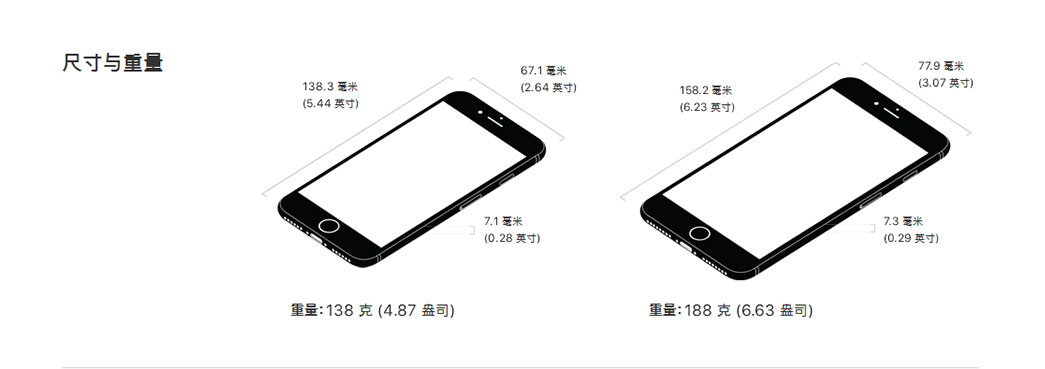 尺寸与重量
138.3 毫米
(5.44 英寸)
67.1 毫米
(2.64 英寸)
7.1 毫米
(0.28 英寸)
重量:138 克 (4.87 盎司)
158.2 毫米
(6.23 英寸)
77.9 毫米
(3.07 英寸)
7.3 毫米
(0.29 英寸)
重量:188 克 (6.63 盎司)